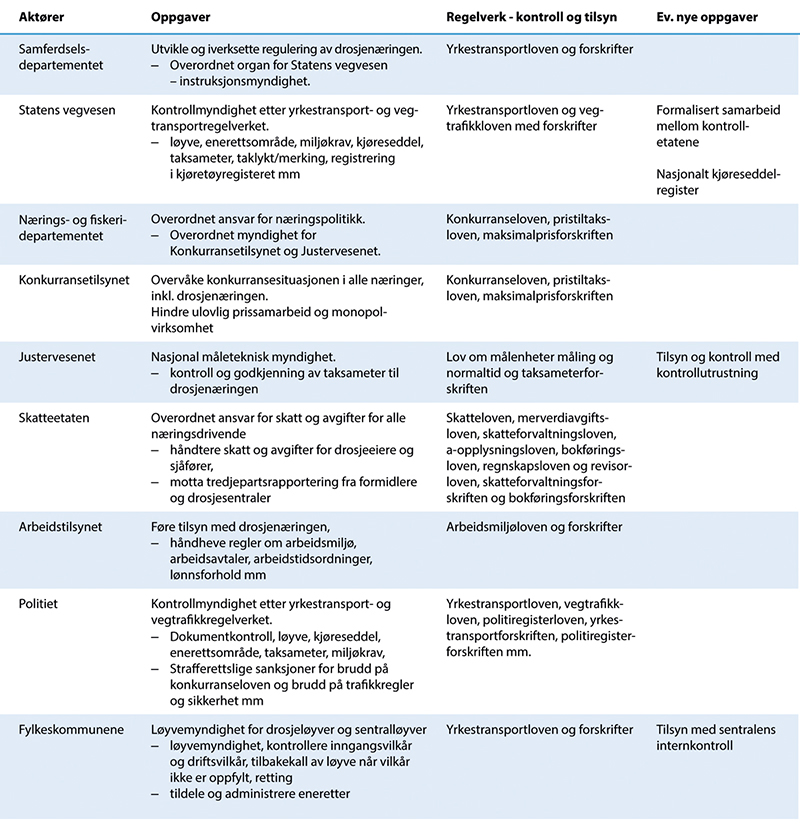 Aktører
Oppgaver
Regelverk - kontroll og tilsyn
Ev. nye oppgaver
Samferdsels-
departementet
Utvikle og iverksette regulering av drosjenæringen.
– Overordnet organ for Statens vegvesen
– instruksjonsmyndighet.
Yrkestransportloven og forskrifter
Statens vegvesen
Kontrollmyndighet etter yrkestransport- og veg-
transportregelverket.
– løyve, enerettsområde, miljøkrav, kjøreseddel,
taksameter, taklykt/merking, registrering
i kjøretøyregisteret mm
Yrkestransportloven og veg-
trafikkloven med forskrifter
Formalisert samarbeid
mellom kontroll-
etatene
Nasjonalt kjøreseddel-
register
Nærings- og fiskeri-
departementet
Overordnet ansvar for næringspolitikk.
– Overordnet myndighet for
Konkurransetilsynet og Justervesenet.
Konkurranseloven, pristiltaks-
loven, maksimalprisforskriften
Konkurransetilsynet
Overvåke konkurransesituasjonen i alle næringer,
inkl. drosjenæringen.
Hindre ulovlig prissamarbeid og monopol-
virksomhet
Konkurranseloven, pristiltaks-
loven, maksimalprisforskriften
Justervesenet
Nasjonal måleteknisk myndighet.
– kontroll og godkjenning av taksameter til
drosjenæringen
Lov om målenheter måling og
normaltid og taksameterfor-
skriften
Tilsyn og kontroll med
kontrollutrustning
Skatteetaten
Overordnet ansvar for skatt og avgifter for alle
næringsdrivende
– håndtere skatt og avgifter for drosjeeiere og
sjåfører,
– motta tredjepartsrapportering fra formidlere
og drosjesentraler
Skatteloven, merverdiavgifts-
loven, skatteforvaltningsloven,
a-opplysningsloven, bokførings-
loven, regnskapsloven og revisor-
loven, skatteforvaltningsfor-
skriften og bokføringsforskriften
Arbeidstilsynet
Føre tilsyn med drosjenæringen,
– håndheve regler om arbeidsmiljø,
arbeidsavtaler, arbeidstidsordninger,
lønnsforhold mm
Arbeidsmiljøloven og forskrifter
Politiet
Kontrollmyndighet etter yrkestransport- og
vegtrafikkregelverket.
– Dokumentkontroll, løyve, kjøreseddel,
enerettsområde, taksameter, miljøkrav,
– Strafferettslige sanksjoner for brudd på
konkurranseloven og brudd på trafikkregler
og sikkerhet mm
Yrkestransportloven, vegtrafikk-
loven, politiregisterloven, yrkes-
transportforskriften, politiregister-
forskriften mm.
Fylkeskommunene
Løyvemyndighet for drosjeløyver og sentralløyver
– løyvemyndighet, kontrollere inngangsvilkår
og driftsvilkår, tilbakekall av løyve når vilkår
ikke er oppfylt, retting
– tildele og administrere eneretter
Yrkestransportloven og forskrifter
Tilsyn med sentralens
internkontroll